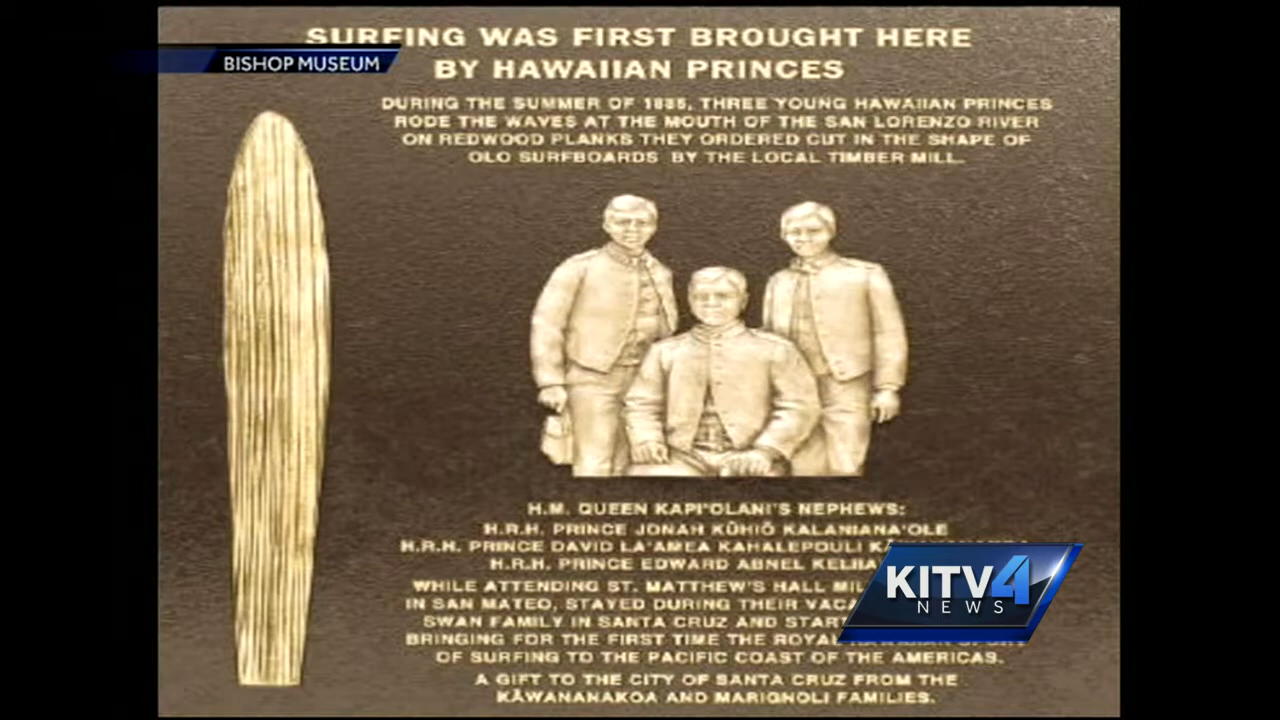 SURFING WAS FIRST BROUGHT HERE
BISHOP MUSEUM
BY HAWAIIAN PRINCES
DURING THE SUMMER OF 1885, THREE YOUNG HAWAIIAN PRINCES
RODE THE WAVES AT THE MOUTH OF THE SAN LORENZO RIVER
ON REDWOOD PLANKS THEY ORDERED CUT IN THE SHAPE OF
OLO SURFBOARDS BY THE LOCAL TIMBER MILL.
H.M. QUEEN KAPI'OLANI'S NEPHEWS:
H.R.H. PRINCE JONAH KŪHIŌ KALANIANA'OLE
H.R.H. PRINCE DAVID LA'AMEA KAHALEPOULI
H.R.H. PRINCE EDWARD ABNEL
WHILE ATTENDING ST. MATTHEW'S HALL
IN SAN MATEO, STAYED DURING THEIR
SWAN FAMILY IN SANTA CRUZ AND
BRINGING FOR THE FIRST TIME THE ROYAL
OF SURFING TO THE PACIFIC COAST OF THE AMERICAS.
A GIFT TO THE CITY OF SANTA CRUZ FROM THE
KĀWANANAKOA AND MARIGNOLI FAMILIES.
KITV4
NEWS